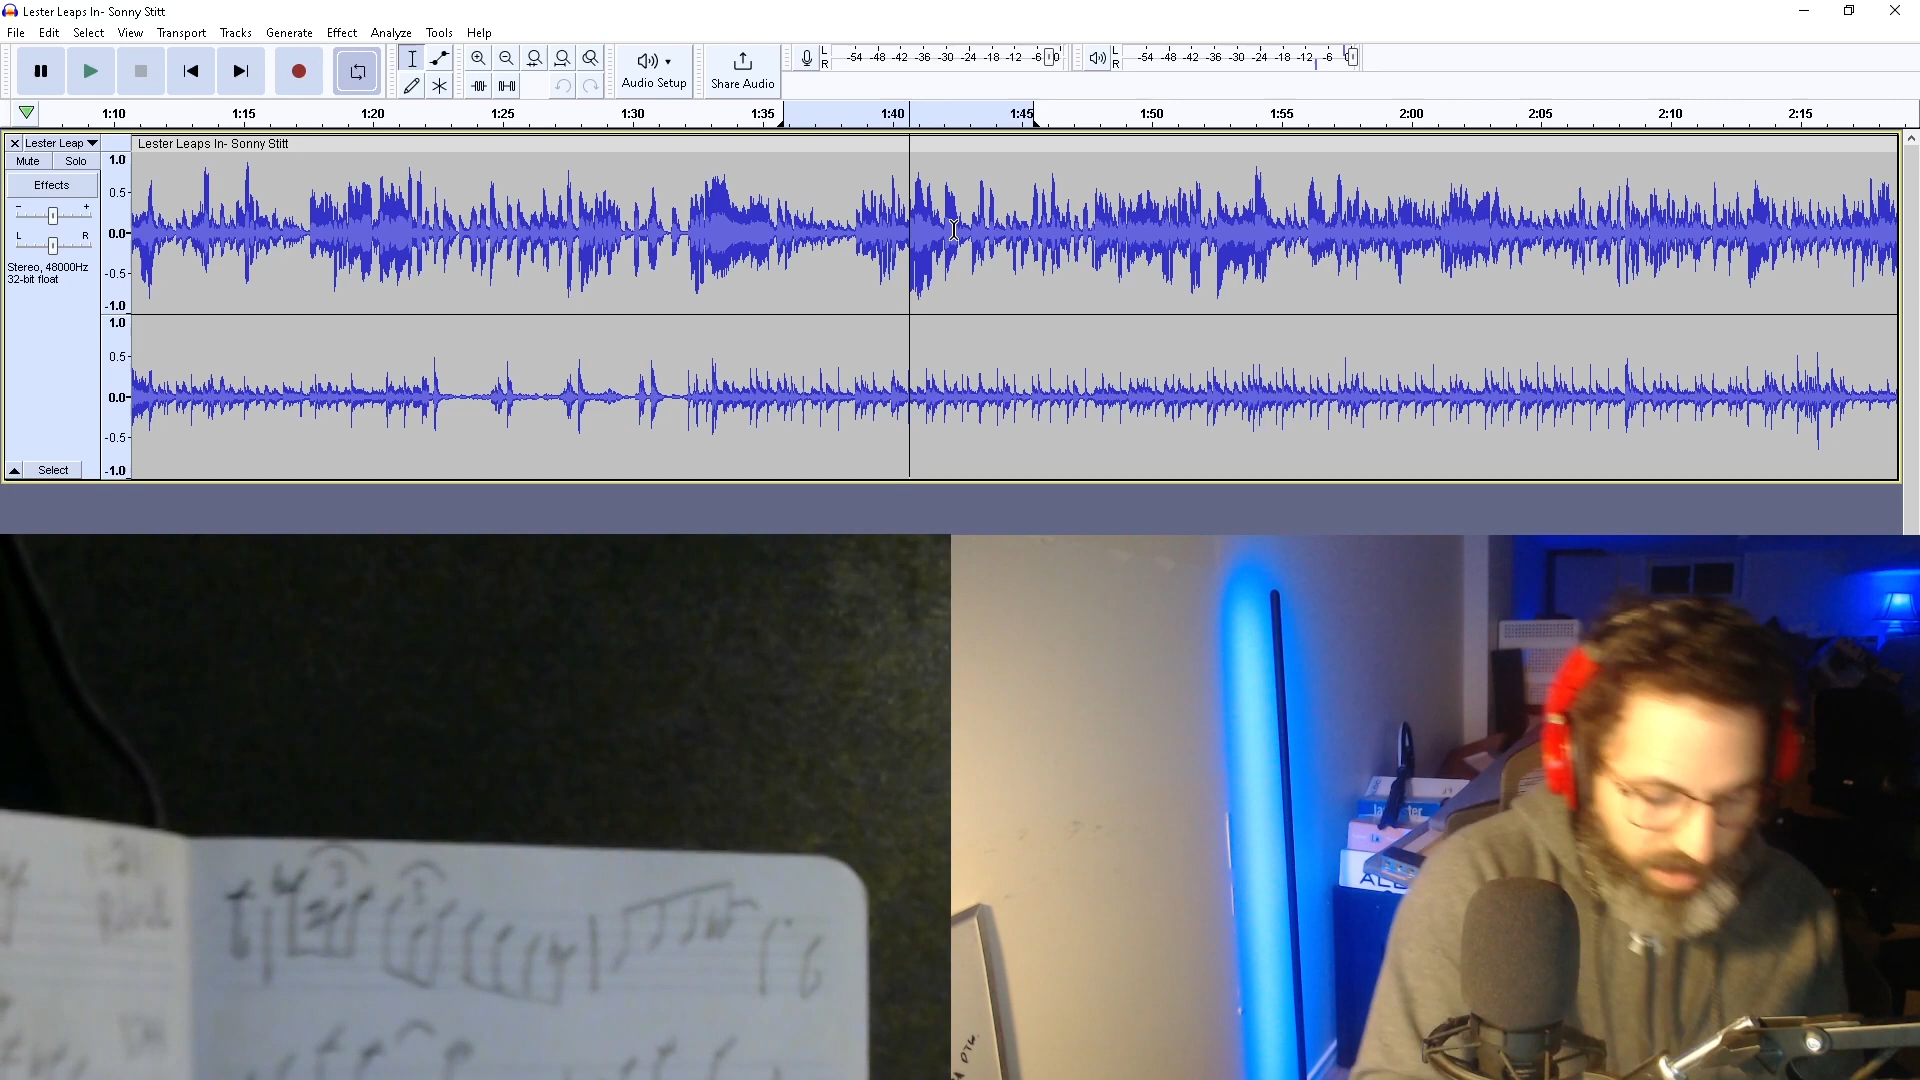 Lester Leaps In- Sonny Stitt
File Edit Select View Transport Tracks Generate Effect Analyze Tools Help
Audio Setup
Share Audio
L
R
-54 -48 -42 -36 -30 -24 -18 -12 -6 0
L
R
-54 -48 -42 -36 -30 -24 -18 -12 -6
1:10 1:15 1:20 1:25 1:30 1:35 1:40 1:45 1:50 1:55 2:00 2:05 2:10 2:15
Lester Leap
Lester Leaps In- Sonny Stitt
Mute Solo
Effects
- +
L R
Stereo, 48000Hz
32-bit float
Select
1.0
0.5
0.0
-0.5
-1.0
1.0
0.5
0.0
-0.5
-1.0